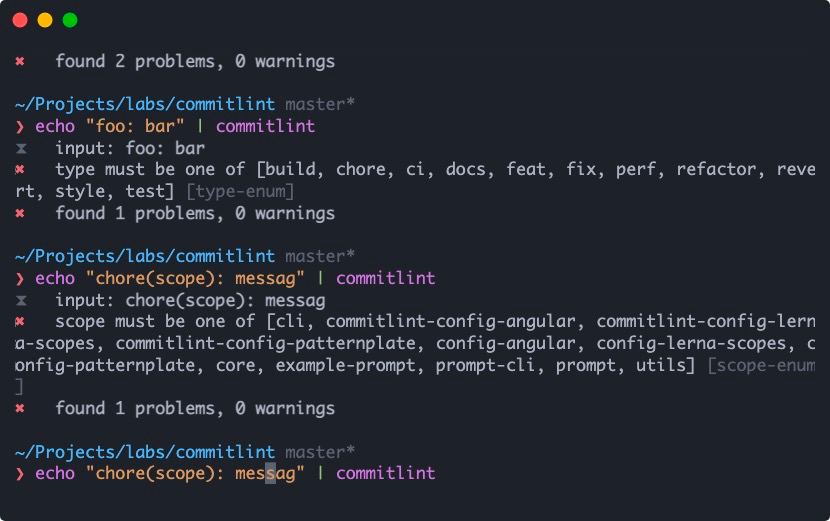 ✖   found 2 problems, 0 warnings
~/Projects/labs/commitlint master*
❯ echo "foo: bar" | commitlint
⧗   input: foo: bar
✖   type must be one of [build, chore, ci, docs, feat, fix, perf, refactor, reve
rt, style, test] [type-enum]
✖   found 1 problems, 0 warnings
~/Projects/labs/commitlint master*
❯ echo "chore(scope): messag" | commitlint
⧗   input: chore(scope): messag
✖   scope must be one of [cli, commitlint-config-angular, commitlint-config-lern
a-scopes, commitlint-config-patternplate, config-angular, config-lerna-scopes, c
onfig-patternplate, core, example-prompt, prompt-cli, prompt, utils] [scope-enum
]
✖   found 1 problems, 0 warnings
~/Projects/labs/commitlint master*
❯ echo "chore(scope): messag" | commitlint